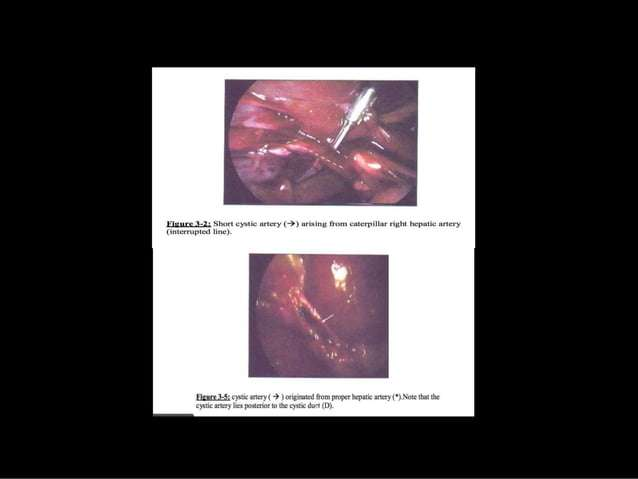 Figure 3-2: Short cystic artery (→) arising from caterpillar right hepatic artery
(interrupted line).
Figure 3-5: cystic artery ( → ) originated from proper hepatic artery (*).Note that the
cystic artery lies posterior to the cystic duct (D).